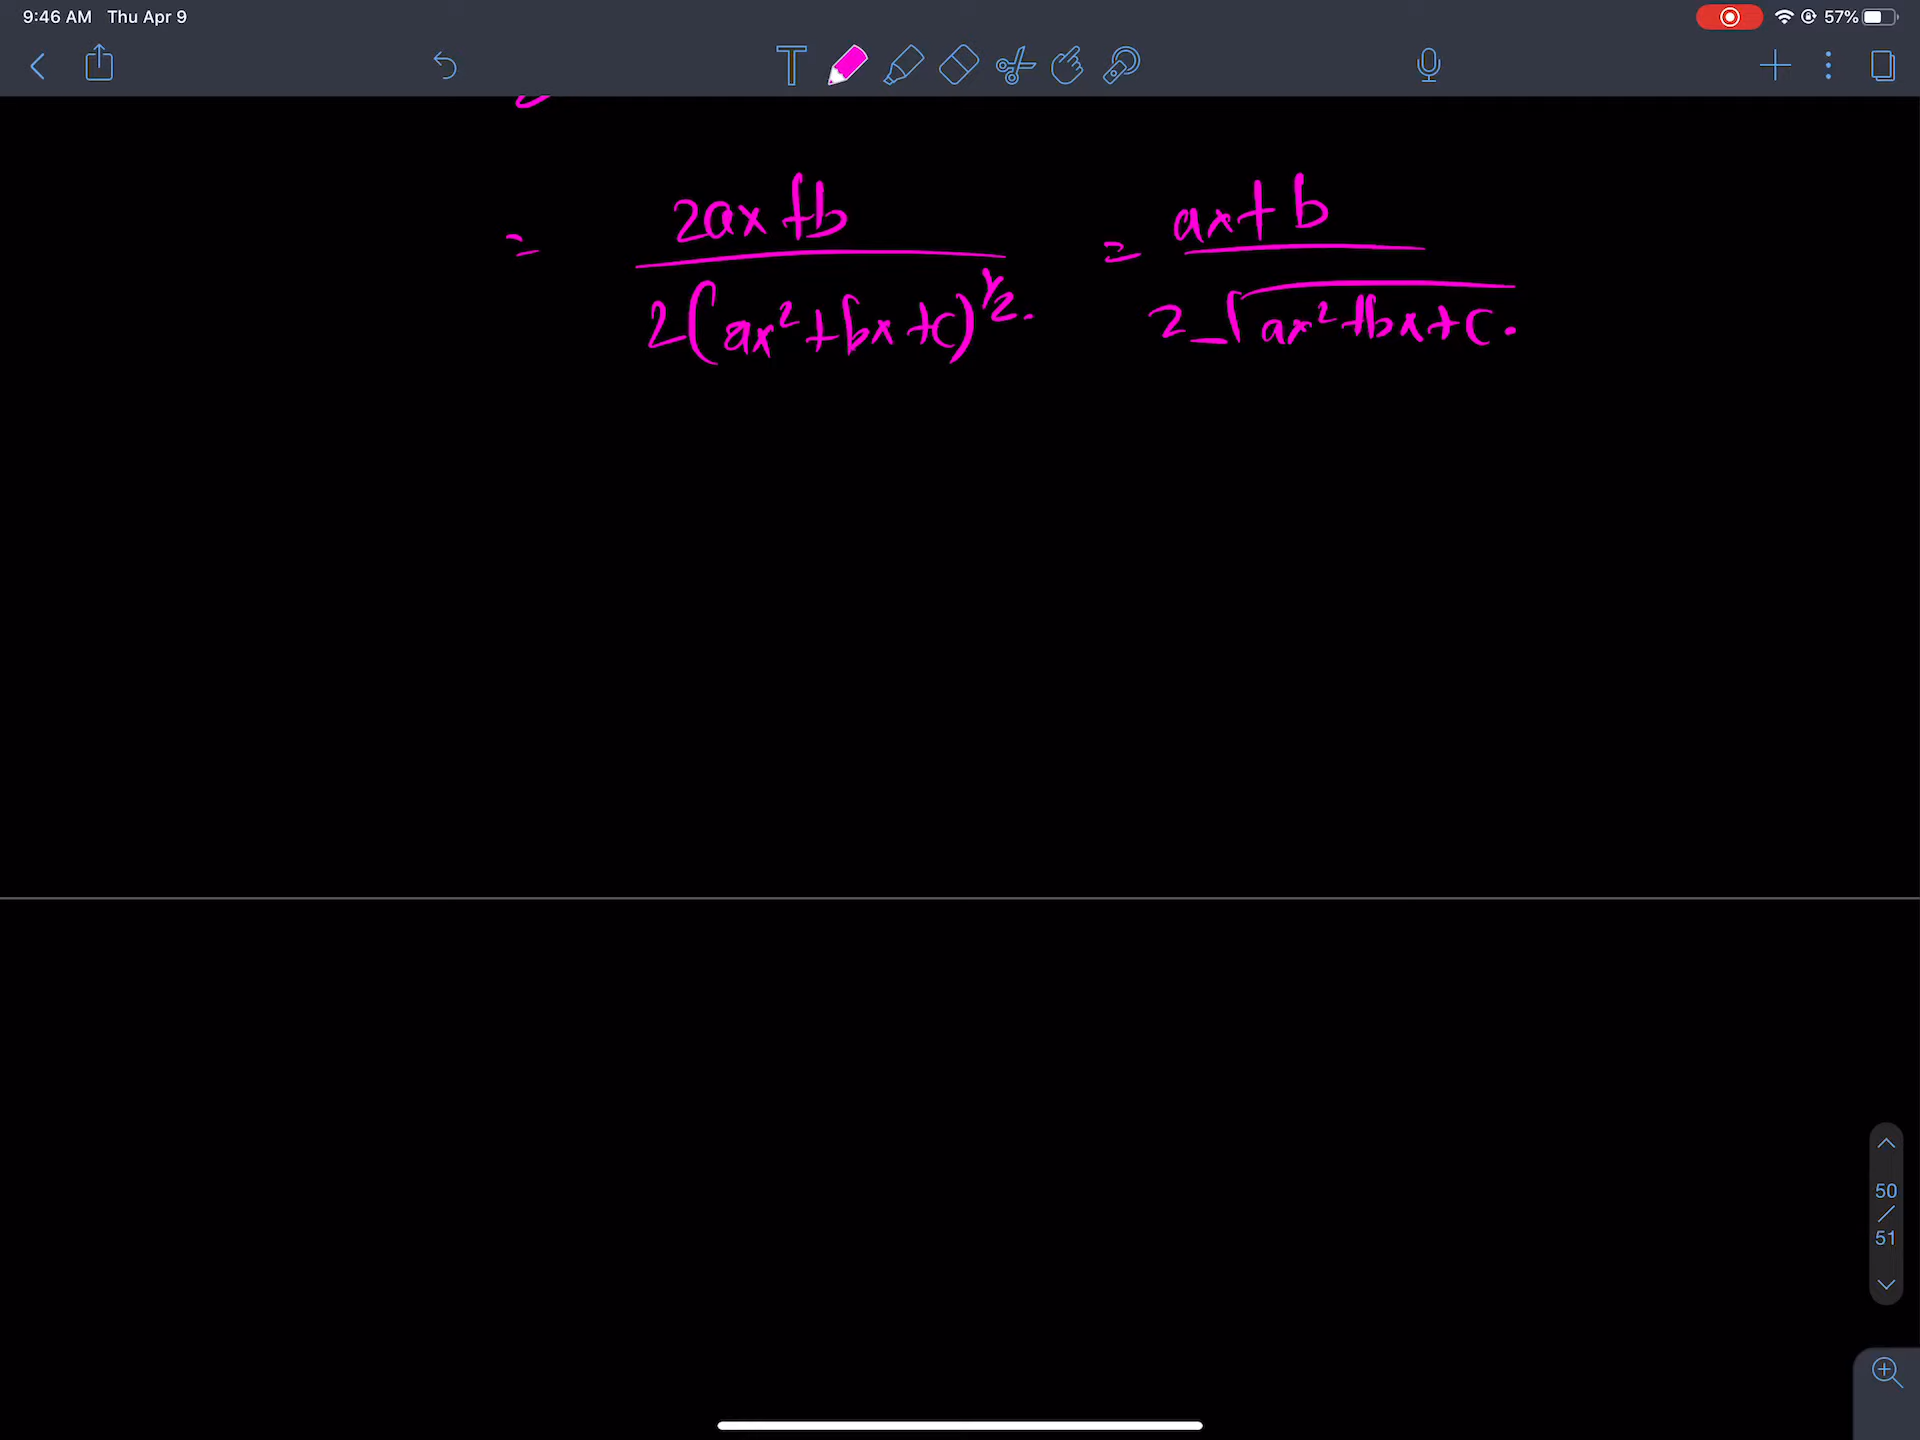 9:46 AM Thu Apr 9 57%
= 2ax+b / 2(ax²+bx+c)^1/2. = ax+b / 2√ax²+bx+c.
50
/
51